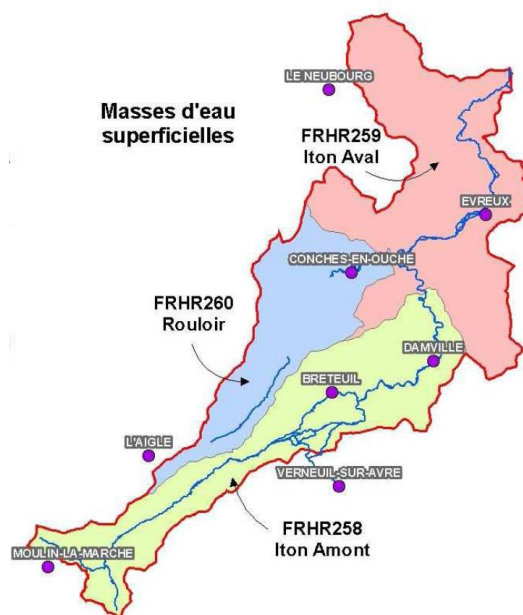 LE NEUBOURG
Masses d'eau
superficielles
FRHR259
Iton Aval
EVREUX
CONCHES-EN-OUCHE
FRHR260
Rouloir
DAMVILLE
BRETEUIL
L'AIGLE
VERNEUIL-SUR-AVRE
FRHR258
Iton Amont
MOULIN-LA-MARCHE